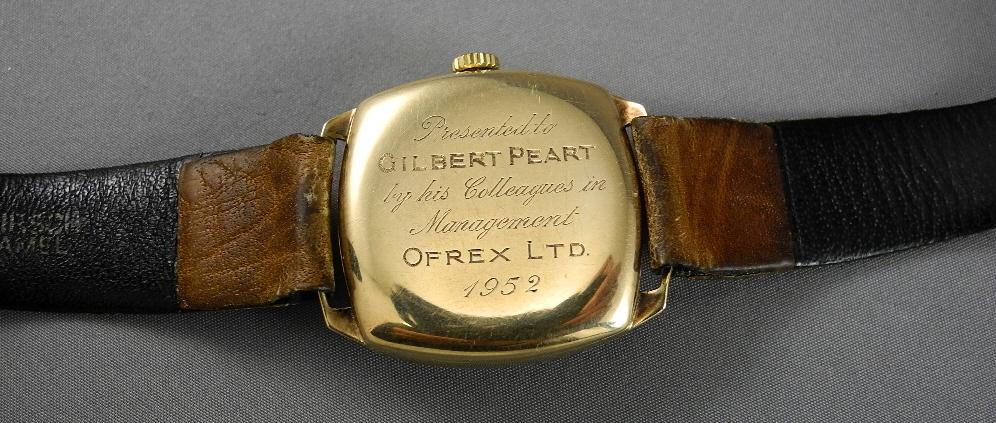 Presented to
GILBERT PEART
by his Colleagues in
Management
OFREX LTD.
1952